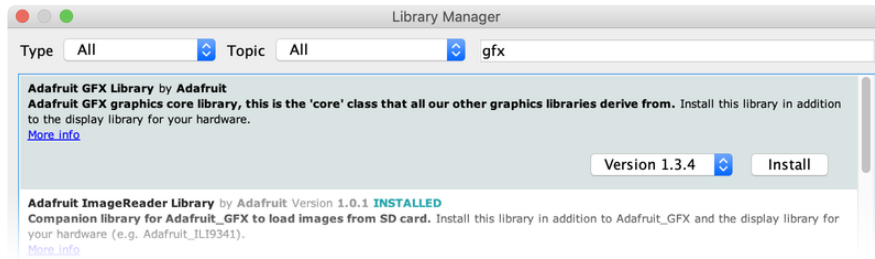 Library Manager
Type All Topic All gfx
Adafruit GFX Library by Adafruit
Adafruit GFX graphics core library, this is the 'core' class that all our other graphics libraries derive from. Install this library in addition
to the display library for your hardware.
More info
Version 1.3.4 Install
Adafruit ImageReader Library by Adafruit Version 1.0.1 INSTALLED
Companion library for Adafruit_GFX to load images from SD card. Install this library in addition to Adafruit_GFX and the display library for
your hardware (e.g. Adafruit_ILI9341).
More info